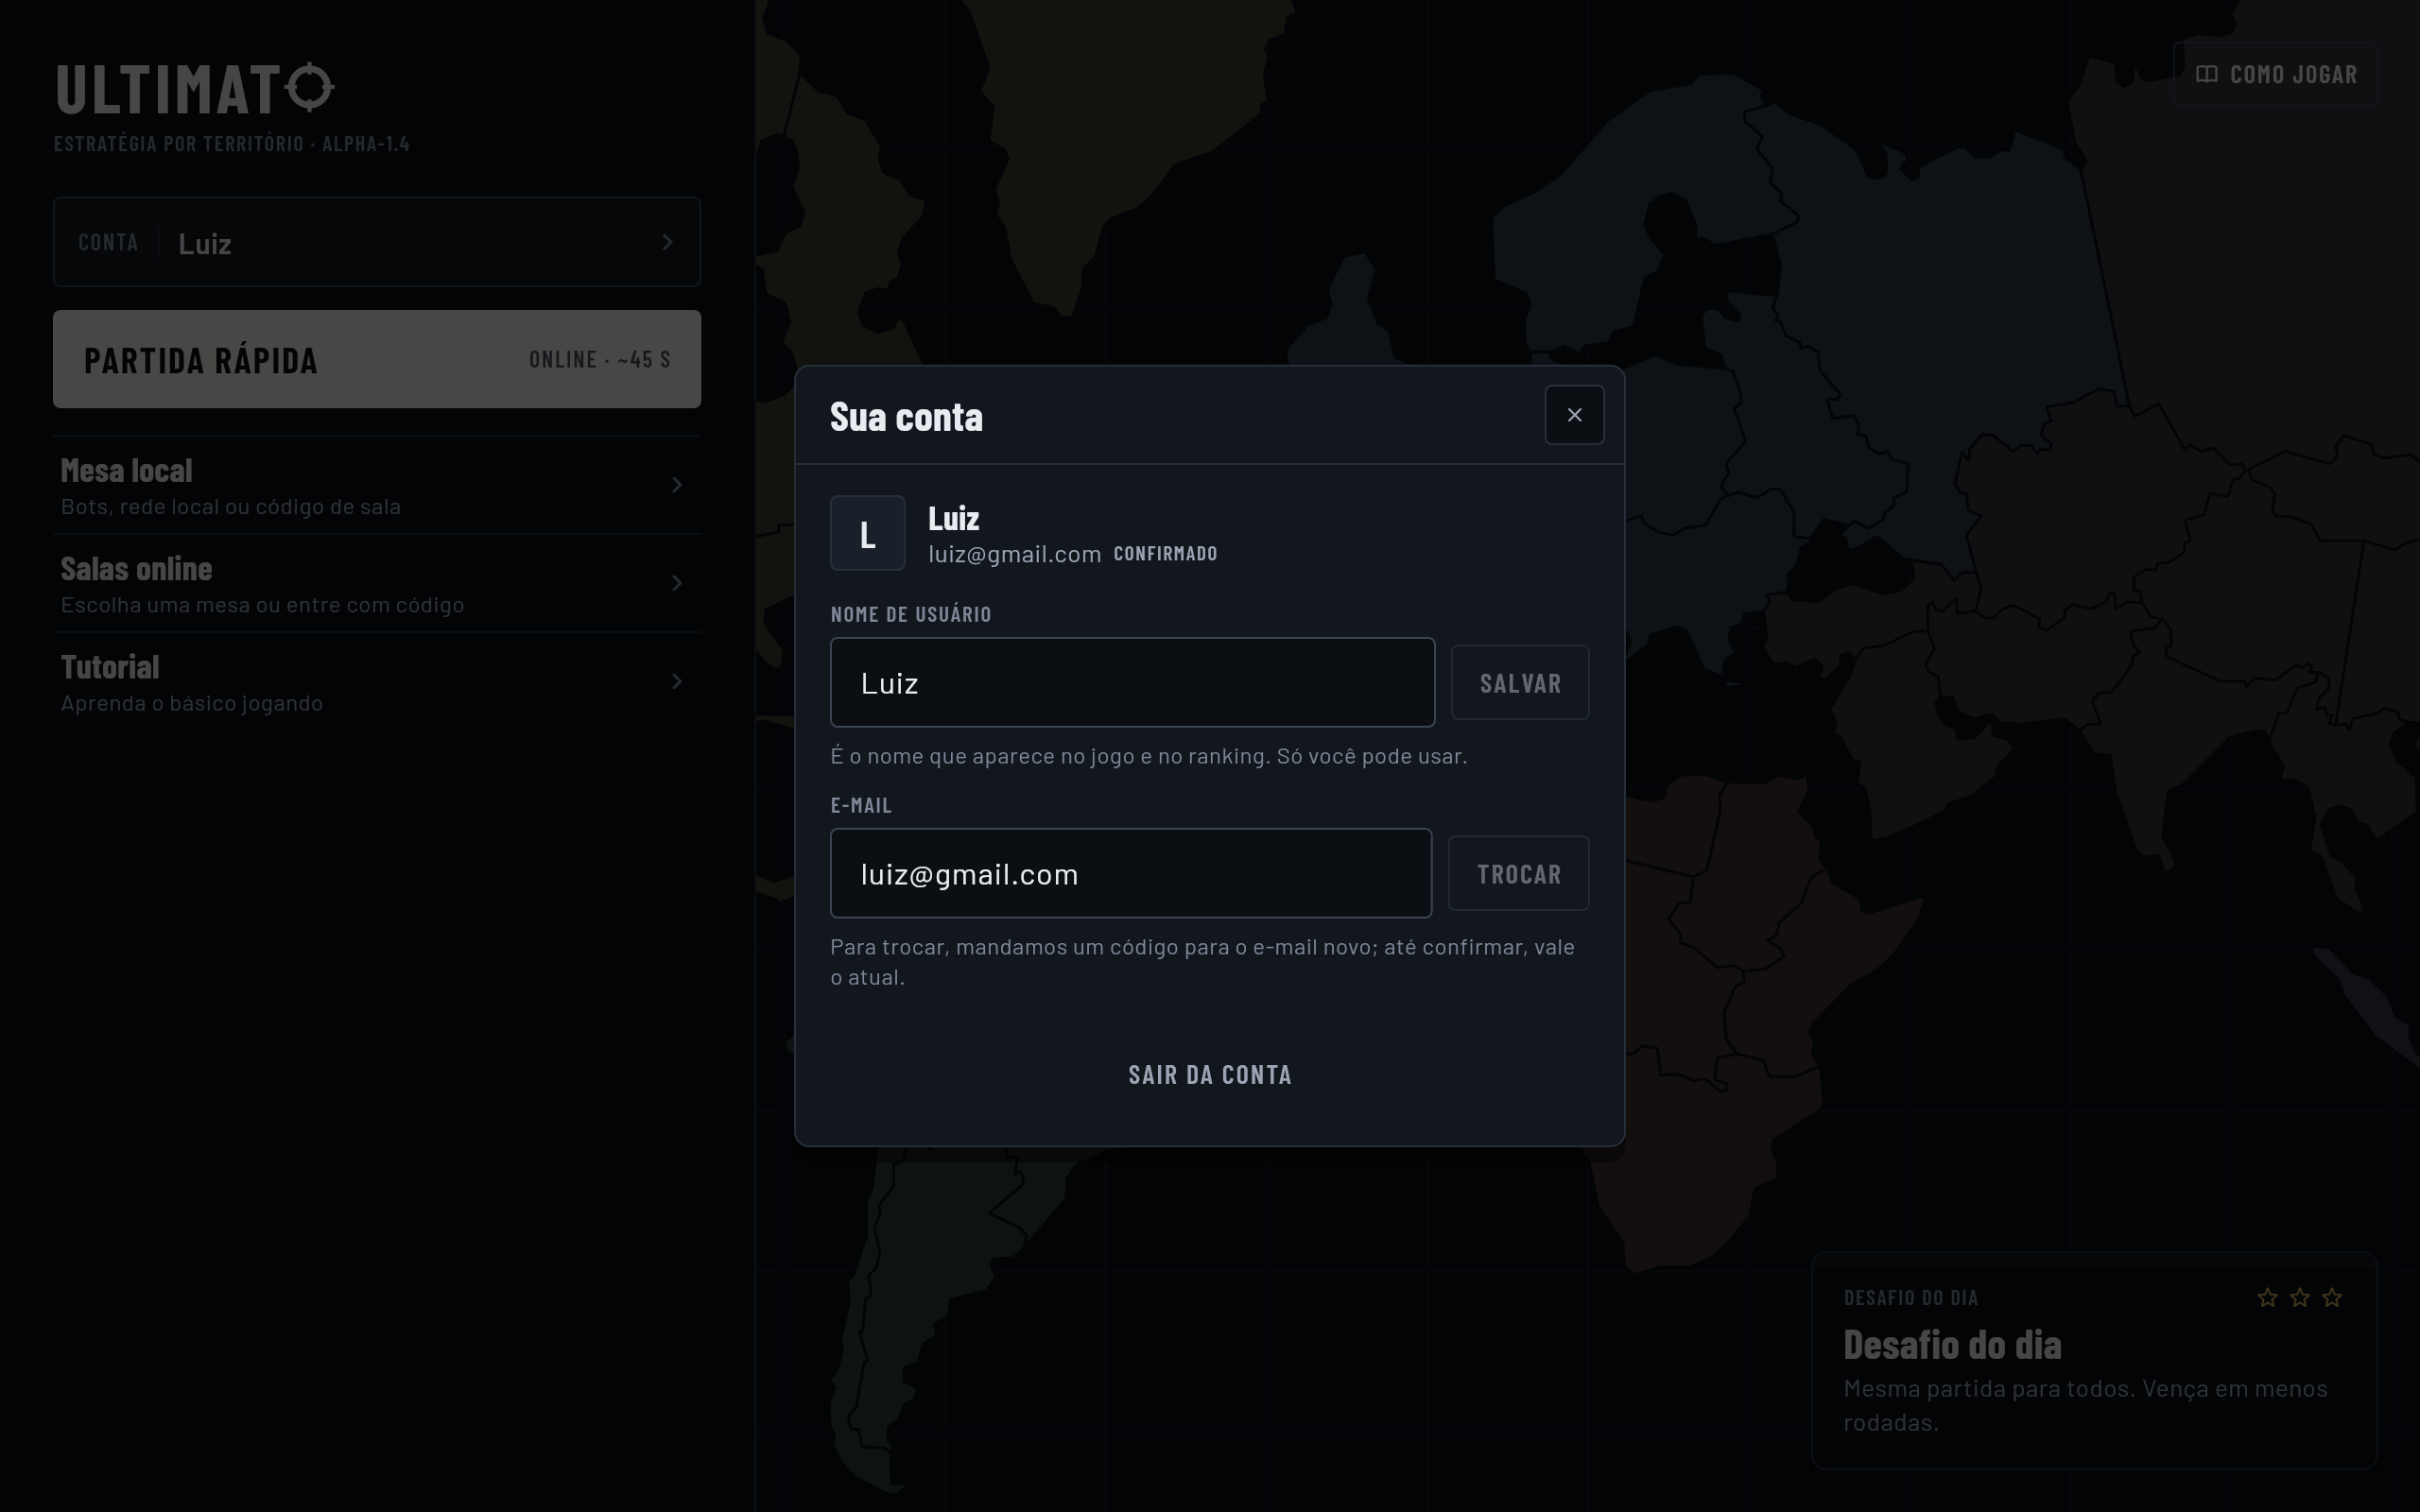 ULTIMATO
ESTRATÉGIA POR TERRITÓRIO · ALPHA-1.4
CONTA Luiz
PARTIDA RÁPIDA ONLINE · ~45 S
Mesa local
Bots, rede local ou código de sala
Salas online
Escolha uma mesa ou entre com código
Tutorial
Aprenda o básico jogando
COMO JOGAR
Sua conta
L
Luiz
luiz@gmail.com CONFIRMADO
NOME DE USUÁRIO
Luiz
SALVAR
É o nome que aparece no jogo e no ranking. Só você pode usar.
E-MAIL
luiz@gmail.com
TROCAR
Para trocar, mandamos um código para o e-mail novo; até confirmar, vale
o atual.
SAIR DA CONTA
DESAFIO DO DIA
Desafio do dia
Mesma partida para todos. Vença em menos
rodadas.